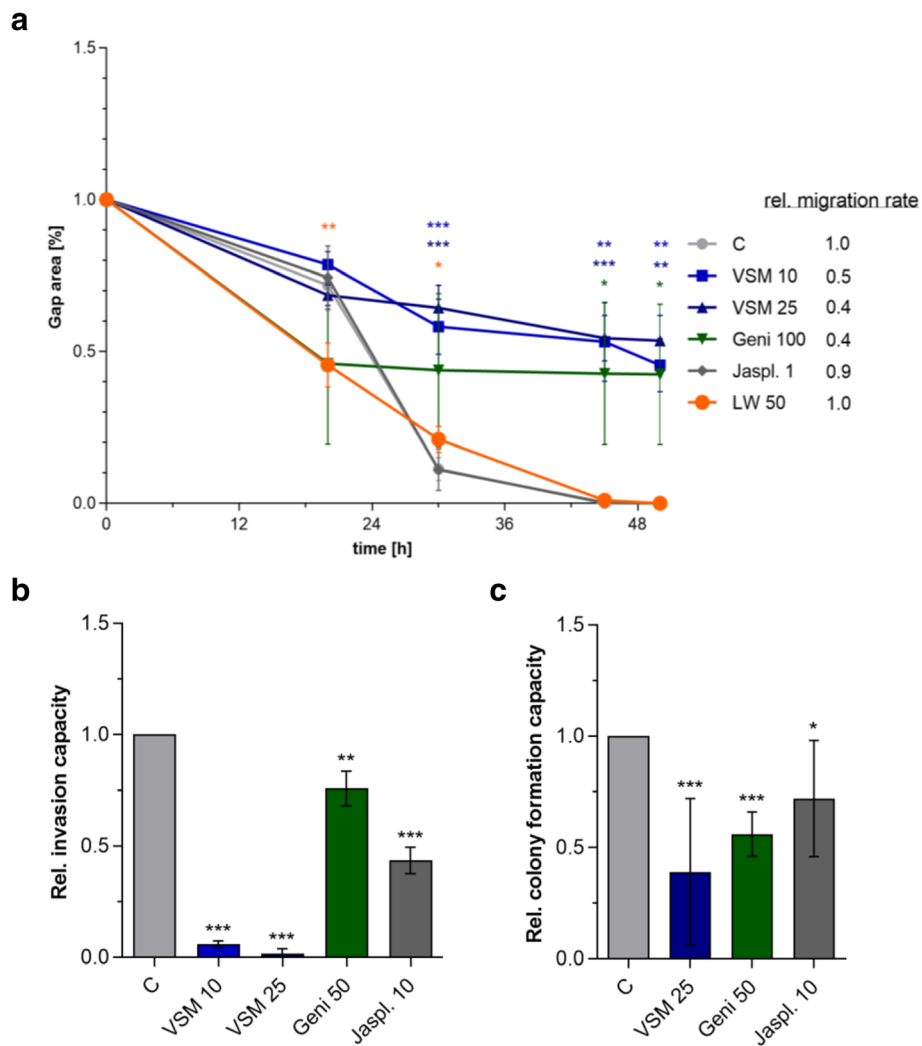 a
1.5
1.0
0.5
0.0
Gap area [%]
0 12 24 36 48
time [h]
**
***
***
*
**
***
*
**
**
*
rel. migration rate
C 1.0
VSM 10 0.5
VSM 25 0.4
Geni 100 0.4
Jaspl. 1 0.9
LW 50 1.0
b
1.5
1.0
0.5
0.0
Rel. invasion capacity
***
***
**
***
C VSM 10 VSM 25 Geni 50 Jaspl. 10
c
1.5
1.0
0.5
0.0
Rel. colony formation capacity
***
***
*
C VSM 25 Geni 50 Jaspl. 10